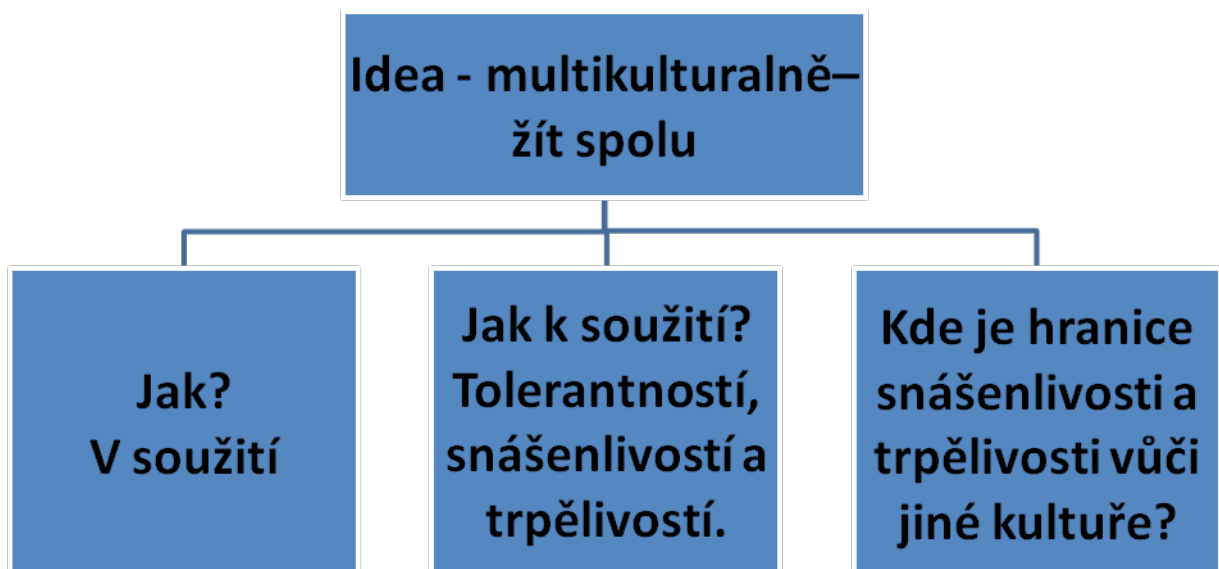 Idea - multikulturalně–
žít spolu
Jak?
V soužití
Jak k soužití?
Tolerantností,
snášenlivostí a
trpělivostí.
Kde je hranice
snášenlivosti a
trpělivosti vůči
jiné kultuře?